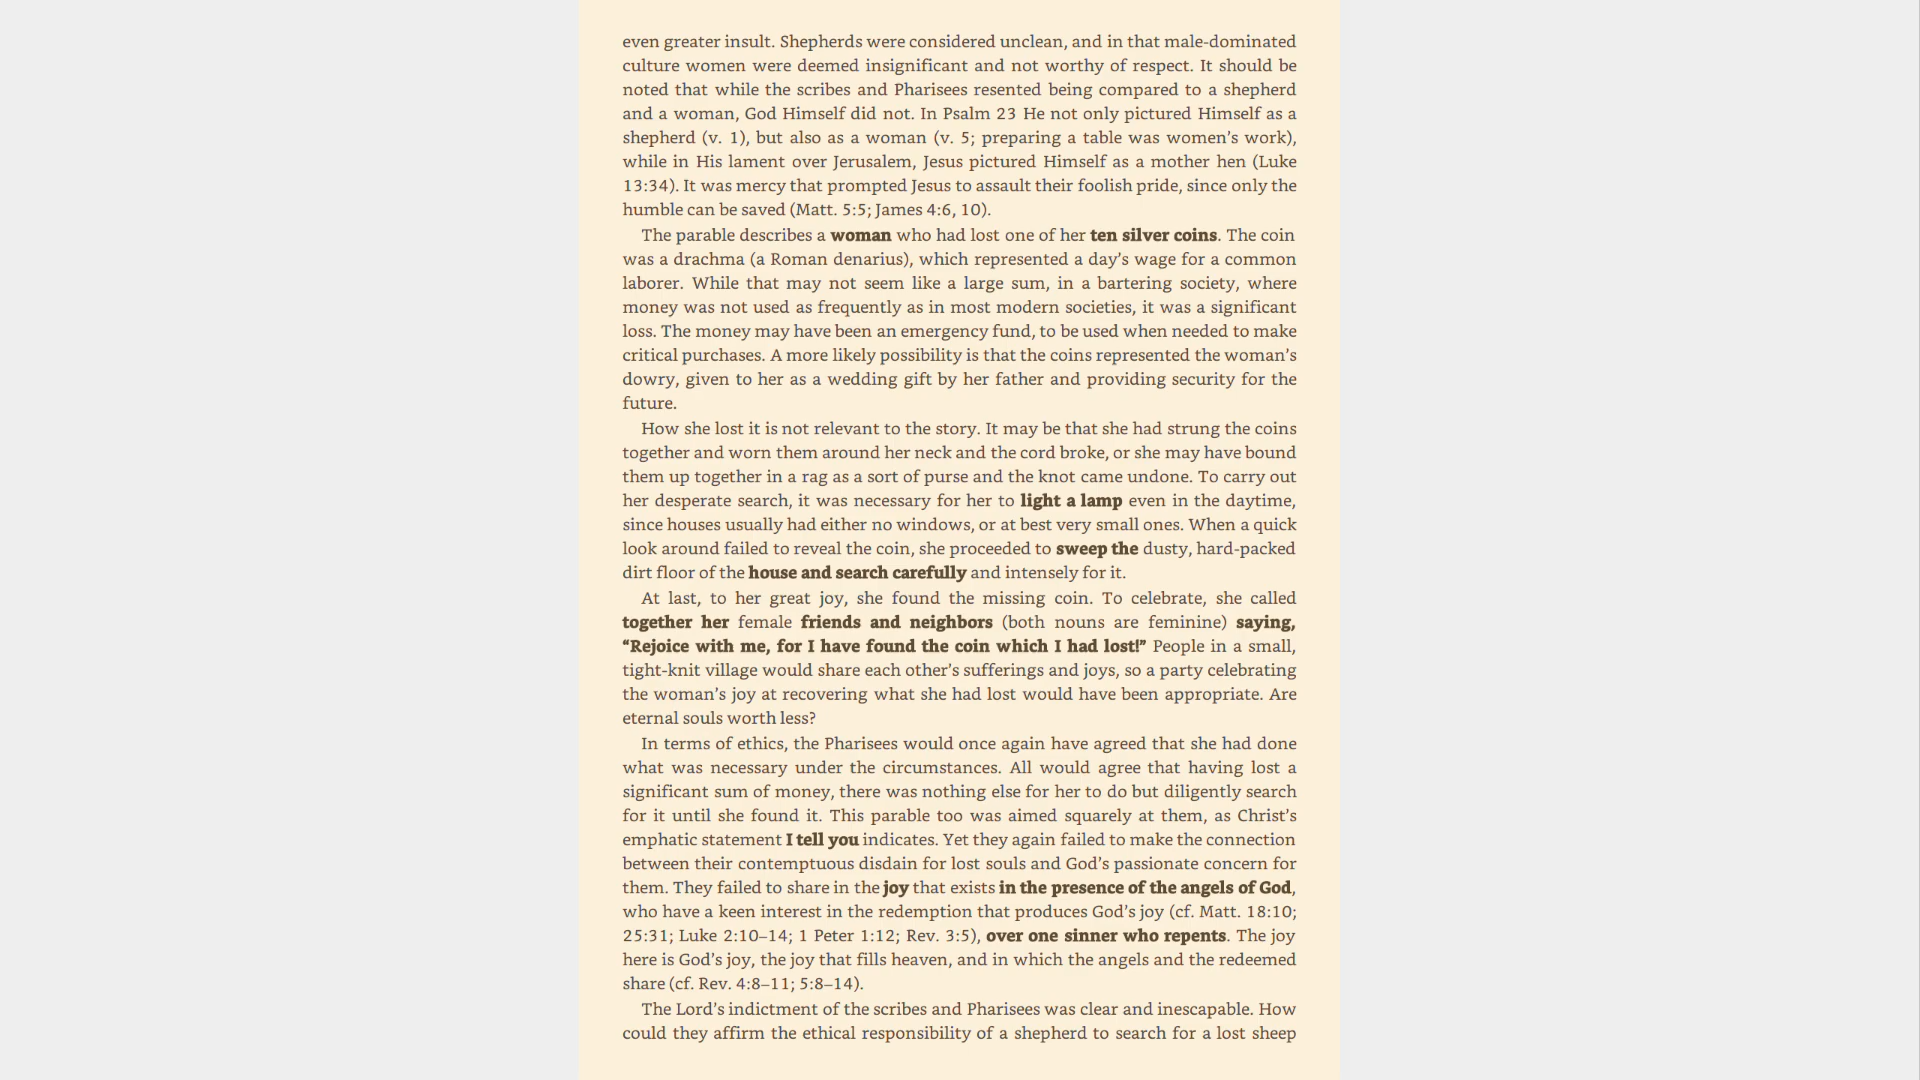 even greater insult. Shepherds were considered unclean, and in that male-dominated
culture women were deemed insignificant and not worthy of respect. It should be
noted that while the scribes and Pharisees resented being compared to a shepherd
and a woman, God Himself did not. In Psalm 23 He not only pictured Himself as a
shepherd (v. 1), but also as a woman (v. 5; preparing a table was women’s work),
while in His lament over Jerusalem, Jesus pictured Himself as a mother hen (Luke
13:34). It was mercy that prompted Jesus to assault their foolish pride, since only the
humble can be saved (Matt. 5:5; James 4:6, 10).
The parable describes a woman who had lost one of her ten silver coins. The coin
was a drachma (a Roman denarius), which represented a day’s wage for a common
laborer. While that may not seem like a large sum, in a bartering society, where
money was not used as frequently as in most modern societies, it was a significant
loss. The money may have been an emergency fund, to be used when needed to make
critical purchases. A more likely possibility is that the coins represented the woman’s
dowry, given to her as a wedding gift by her father and providing security for the
future.
How she lost it is not relevant to the story. It may be that she had strung the coins
together and worn them around her neck and the cord broke, or she may have bound
them up together in a rag as a sort of purse and the knot came undone. To carry out
her desperate search, it was necessary for her to light a lamp even in the daytime,
since houses usually had either no windows, or at best very small ones. When a quick
look around failed to reveal the coin, she proceeded to sweep the dusty, hard-packed
dirt floor of the house and search carefully and intensely for it.
At last, to her great joy, she found the missing coin. To celebrate, she called
together her female friends and neighbors (both nouns are feminine) saying,
“Rejoice with me, for I have found the coin which I had lost!” People in a small,
tight-knit village would share each other’s sufferings and joys, so a party celebrating
the woman’s joy at recovering what she had lost would have been appropriate. Are
eternal souls worth less?
In terms of ethics, the Pharisees would once again have agreed that she had done
what was necessary under the circumstances. All would agree that having lost a
significant sum of money, there was nothing else for her to do but diligently search
for it until she found it. This parable too was aimed squarely at them, as Christ’s
emphatic statement I tell you indicates. Yet they again failed to make the connection
between their contemptuous disdain for lost souls and God’s passionate concern for
them. They failed to share in the joy that exists in the presence of the angels of God,
who have a keen interest in the redemption that produces God’s joy (cf. Matt. 18:10;
25:31; Luke 2:10–14; 1 Peter 1:12; Rev. 3:5), over one sinner who repents. The joy
here is God’s joy, the joy that fills heaven, and in which the angels and the redeemed
share (cf. Rev. 4:8–11; 5:8–14).
The Lord’s indictment of the scribes and Pharisees was clear and inescapable. How
could they affirm the ethical responsibility of a shepherd to search for a lost sheep